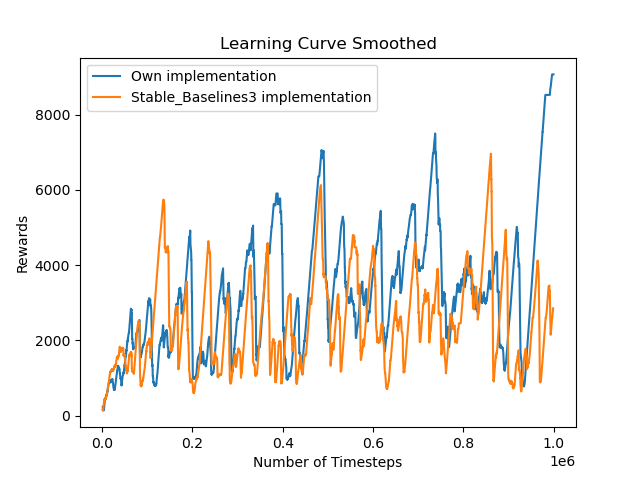 Learning Curve Smoothed
Own implementation
Stable_Baselines3 implementation
Rewards
8000
6000
4000
2000
0
0.0 0.2 0.4 0.6 0.8 1.0
1e6
Number of Timesteps